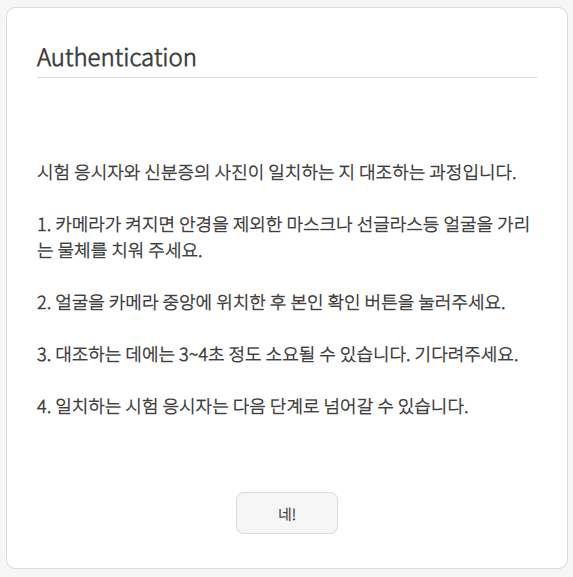 Authentication
시험 응시자와 신분증의 사진이 일치하는 지 대조하는 과정입니다.
1. 카메라가 켜지면 안경을 제외한 마스크나 선글라스등 얼굴을 가리
는 물체를 치워 주세요.
2. 얼굴을 카메라 중앙에 위치한 후 본인 확인 버튼을 눌러주세요.
3. 대조하는 데에는 3~4초 정도 소요될 수 있습니다. 기다려주세요.
4. 일치하는 시험 응시자는 다음 단계로 넘어갈 수 있습니다.
네!